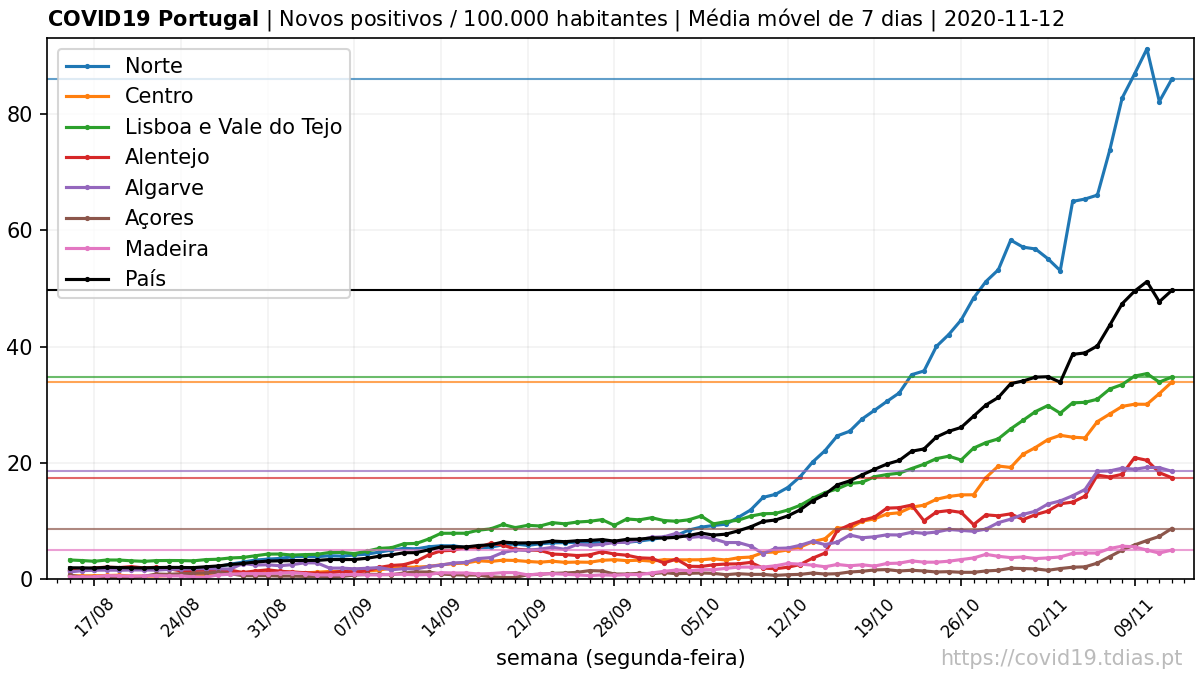 COVID19 Portugal | Novos positivos / 100.000 habitantes | Média móvel de 7 dias | 2020-11-12
Norte
Centro
Lisboa e Vale do Tejo
Alentejo
Algarve
Açores
Madeira
País
80
60
40
20
0
17/08
24/08
31/08
07/09
14/09
21/09
28/09
05/10
12/10
19/10
26/10
02/11
09/11
semana (segunda-feira)
https://covid19.tdias.pt